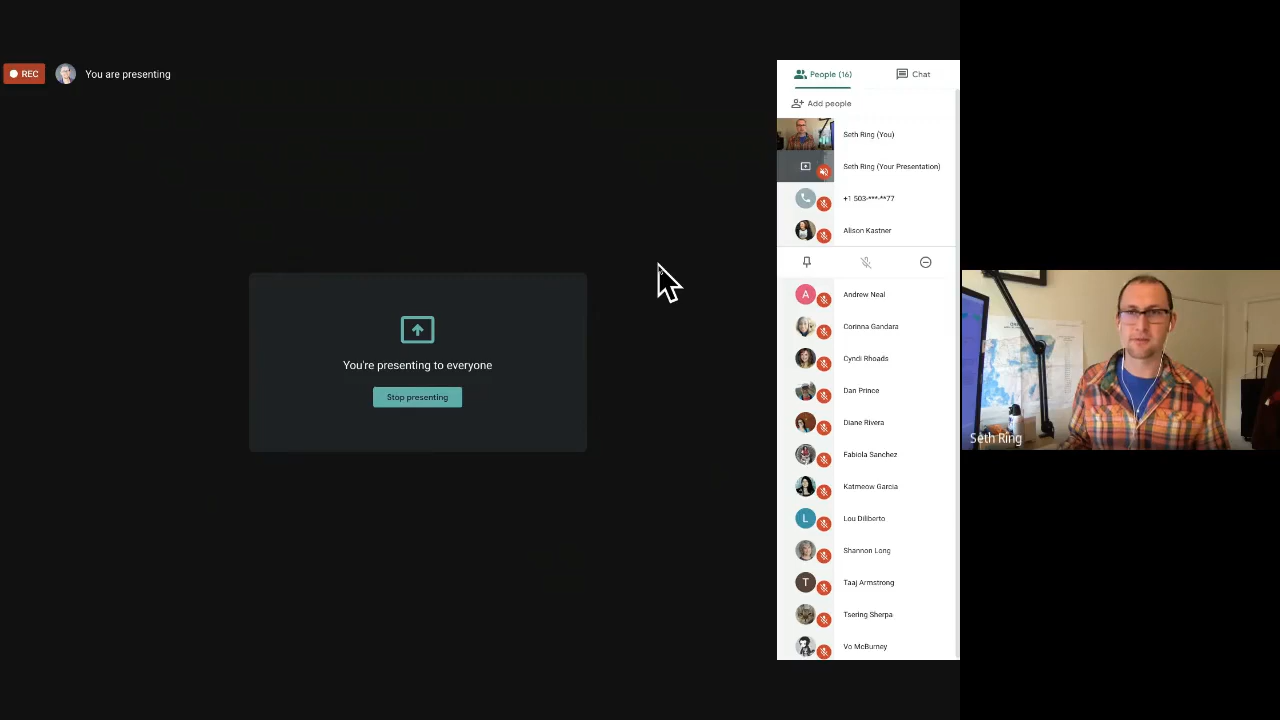 REC
You are presenting
People (16)
Chat
Add people
Seth Ring (You)
Seth Ring (Your Presentation)
+1 503-***-**77
Alison Kastner
A
Andrew Neal
Corinna Gandara
Cyndi Rhoads
Dan Prince
Diane Rivera
Fabiola Sanchez
Katmeow Garcia
L
Lou Diliberto
Shannon Long
T
Taaj Armstrong
Tsering Sherpa
Vo McBurney
You're presenting to everyone
Stop presenting
Seth Ring